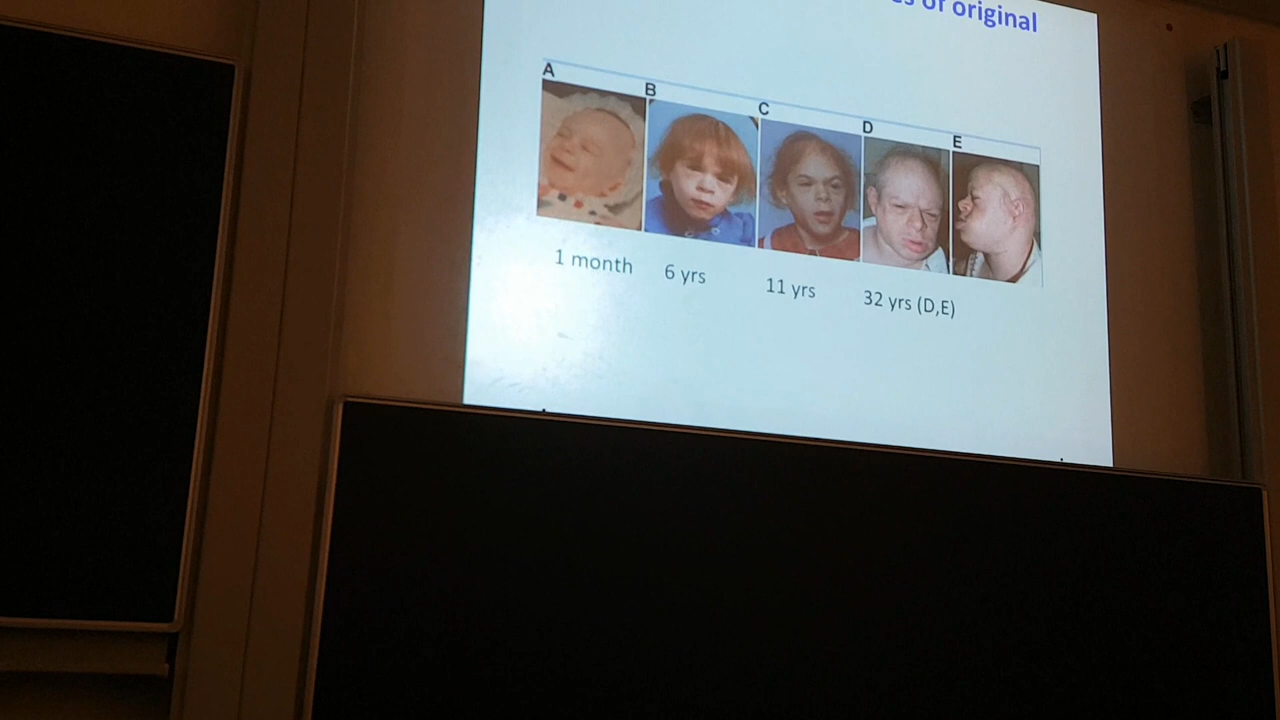 of original
A
B
C
D
E
1 month
6 yrs
11 yrs
32 yrs (D,E)